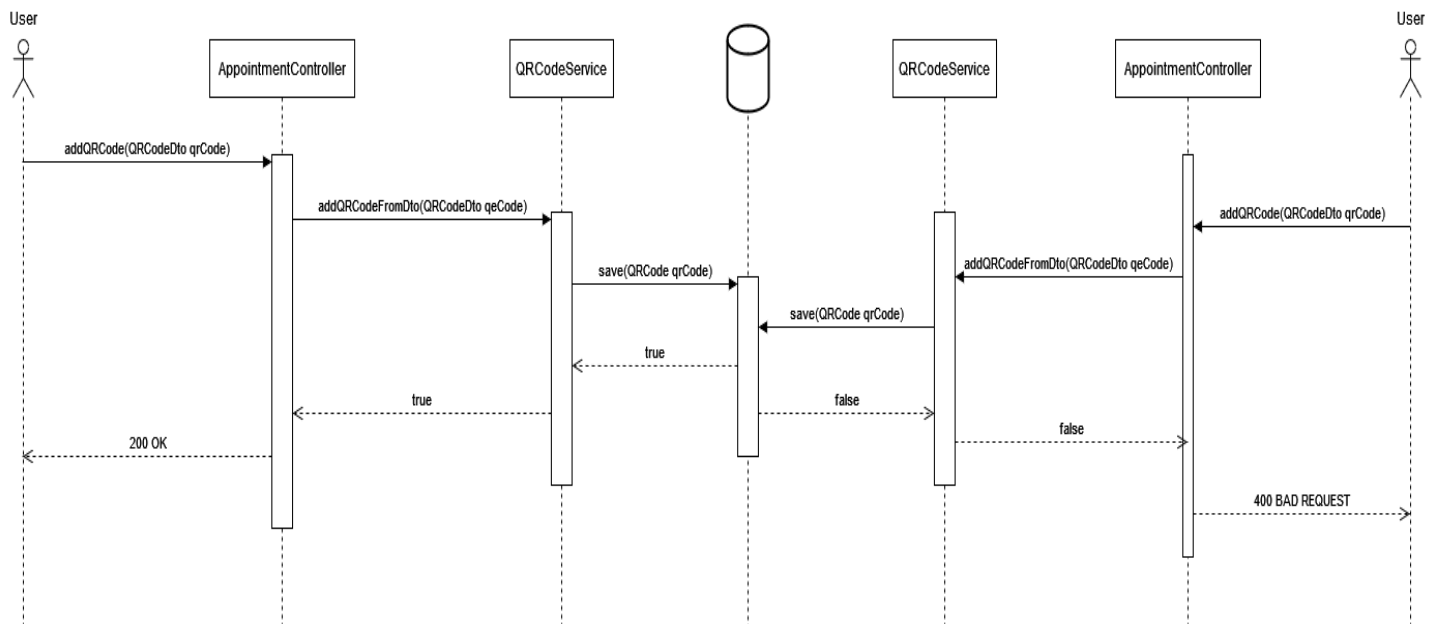 User
User
AppointmentController
QRCodeService
QRCodeService
AppointmentController
addQRCode(QRCodeDto qrCode)
addQRCodeFromDto(QRCodeDto qeCode)
addQRCode(QRCodeDto qrCode)
save(QRCode qrCode)
addQRCodeFromDto(QRCodeDto qeCode)
save(QRCode qrCode)
true
true
false
200 OK
false
400 BAD REQUEST